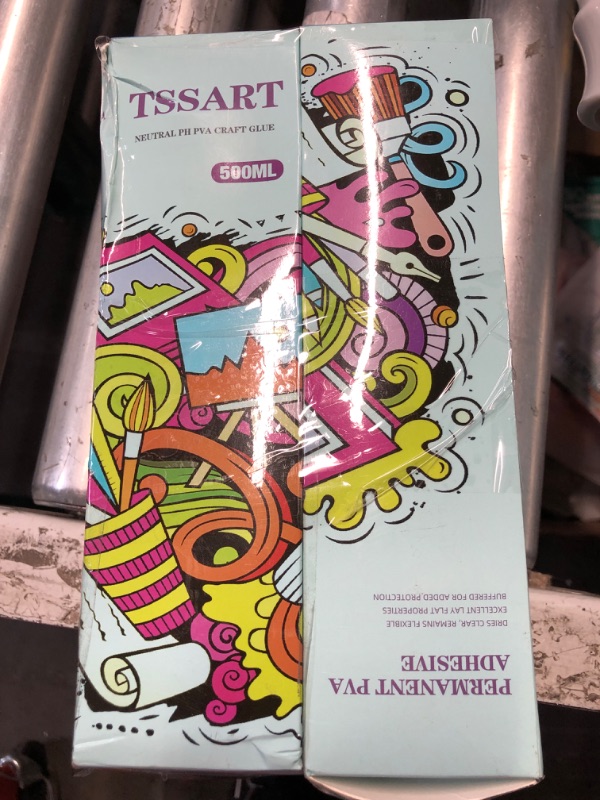 TSSART
NEUTRAL PH PVA CRAFT GLUE
500ML
PERMANENT PVA
ADHESIVE
DRIES CLEAR, REMAINS FLEXIBLE
EXCELLENT LAY FLAT PROPERTIES
BUFFERED FOR ADDED PROTECTION